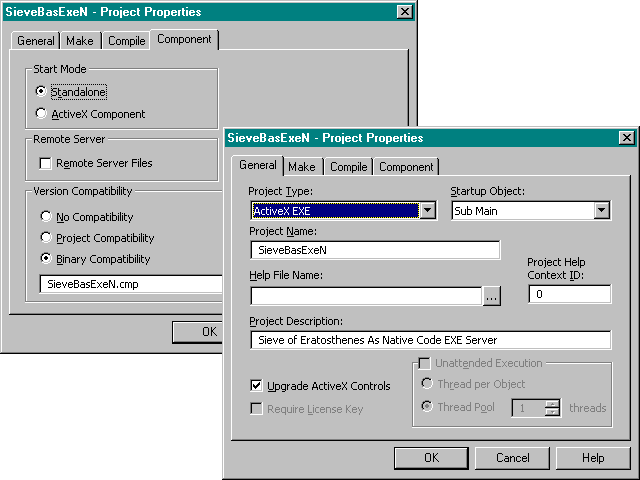 SieveBasExeN - Project Properties
General Make Compile Component
Start Mode
Standalone
ActiveX Component
Remote Server
Remote Server Files
Version Compatibility
No Compatibility
Project Compatibility
Binary Compatibility
SieveBasExeN.cmp
OK
SieveBasExeN - Project Properties
General Make Compile Component
Project Type: Startup Object:
ActiveX EXE Sub Main
Project Name:
SieveBasExeN
Help File Name: Project Help
Context ID:
... 0
Project Description:
Sieve of Eratosthenes As Native Code EXE Server
Unattended Execution
Upgrade ActiveX Controls Thread per Object
Require License Key Thread Pool 1 threads
OK Cancel Help